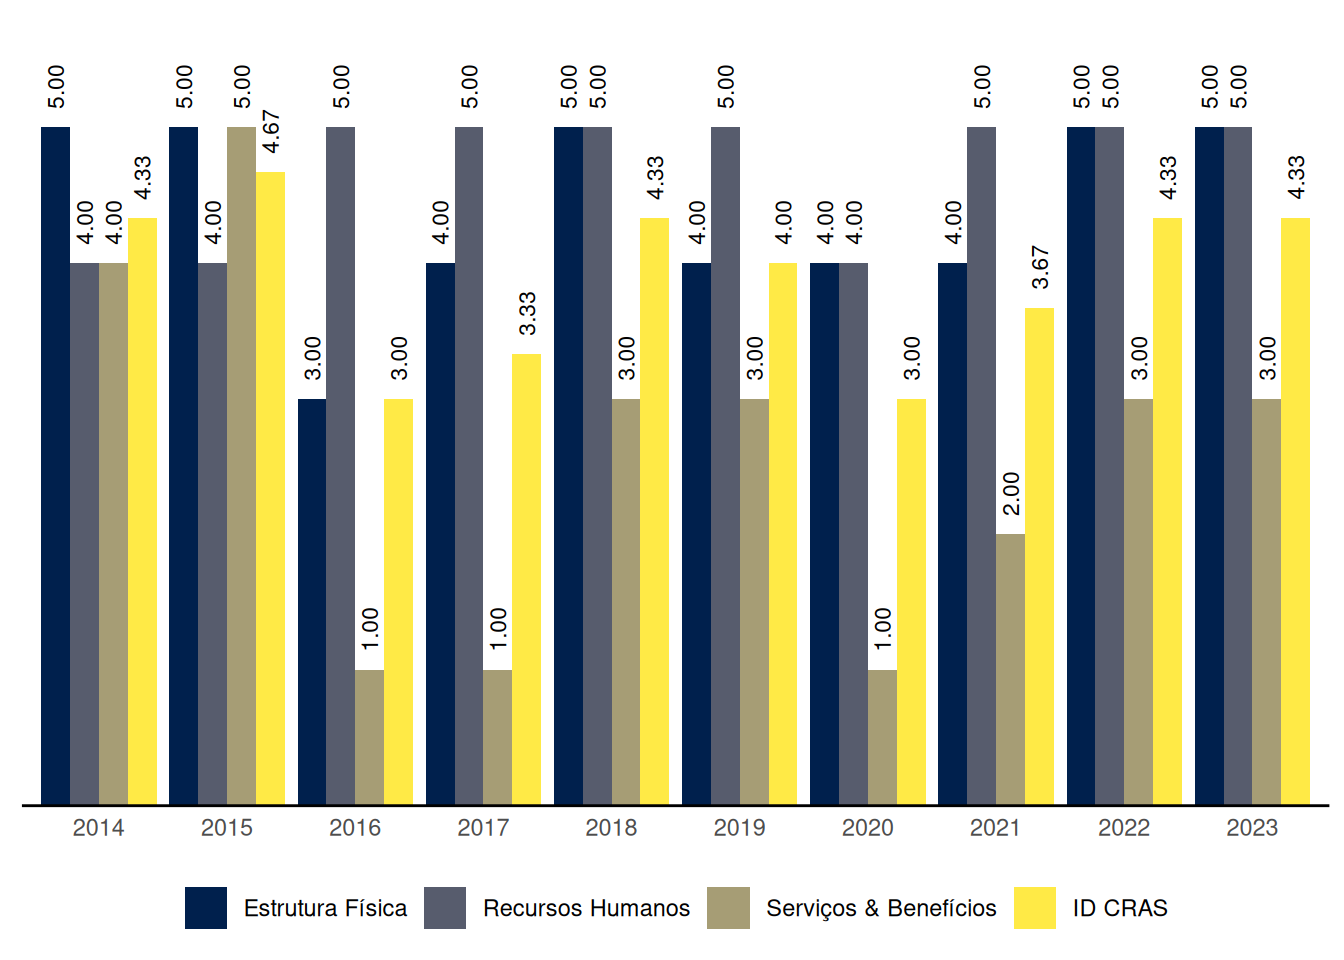 5.00 4.00 4.00 4.33 5.00 4.00 5.00 4.67 3.00 5.00 1.00 3.00 4.00 5.00 1.00 3.33 5.00 5.00 3.00 4.33 4.00 5.00 3.00 4.00 4.00 4.00 1.00 3.00 4.00 5.00 2.00 3.67 5.00 5.00 3.00 4.33 5.00 5.00 3.00 4.33
2014 2015 2016 2017 2018 2019 2020 2021 2022 2023
Estrutura Física Recursos Humanos Serviços & Benefícios ID CRAS